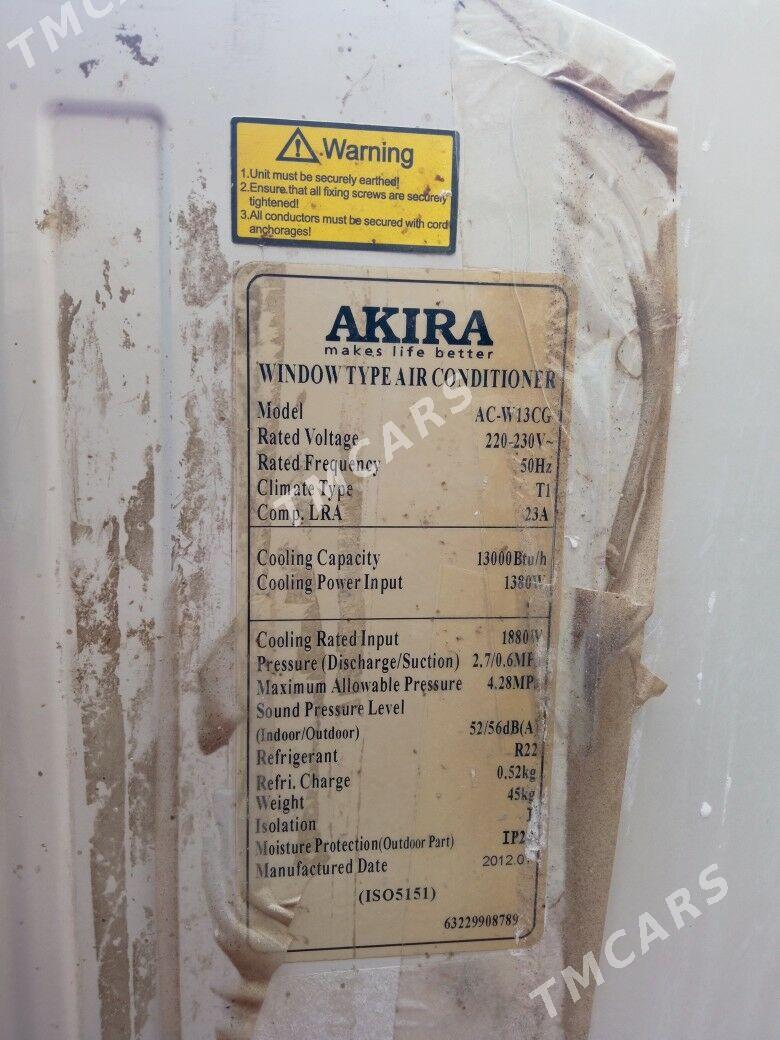 TMCARS
Warning
1.Unit must be securely earthed!
2.Ensure that all fixing screws are securely
tightened!
3.All conductors must be secured with cord
anchorages!
AKIRA
makes life better
WINDOW TYPE AIR CONDITIONER
Model AC-W13CG
Rated Voltage 220-230V~
Rated Frequency 50Hz
Climate Type T1
Comp. LRA 23A
TMCARS
Cooling Capacity 13000Btu/h
Cooling Power Input 1380W
Cooling Rated Input 1880W
Pressure (Discharge/Suction) 2.7/0.6MP
Maximum Allowable Pressure 4.28MP
Sound Pressure Level
(Indoor/Outdoor) 52/56dB(A)
Refrigerant R22
Refri. Charge 0.52kg
Weight 45kg
Isolation
Moisture Protection(Outdoor Part)
Manufactured Date
(ISO5151)
63229908789
TMCARS